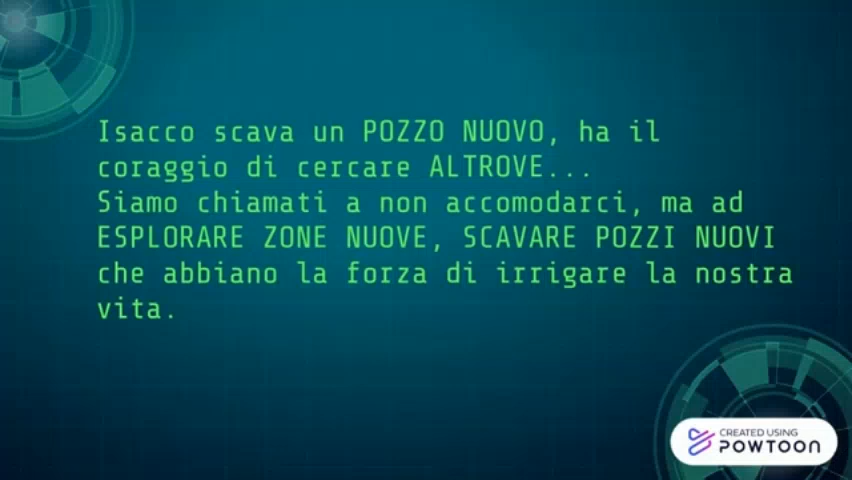 Isacco scava un POZZO NUOVO, ha il
coraggio di cercare ALTROVE...
Siamo chiamati a non accomodarci, ma ad
ESPLORARE ZONE NUOVE, SCAVARE POZZI NUOVI
che abbiano la forza di irrigare la nostra
vita.
CREATED USING
POWTOON